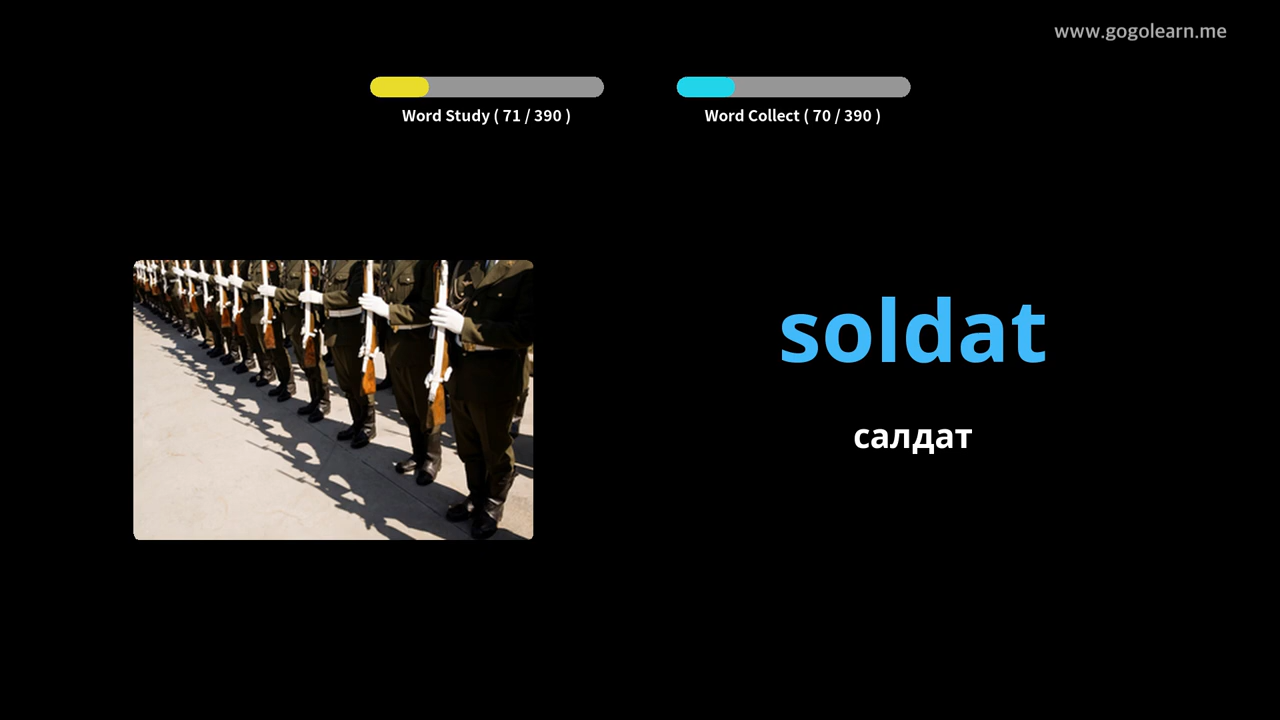 www.gogolearn.me
Word Study ( 71 / 390 )
Word Collect ( 70 / 390 )
soldat
салдат